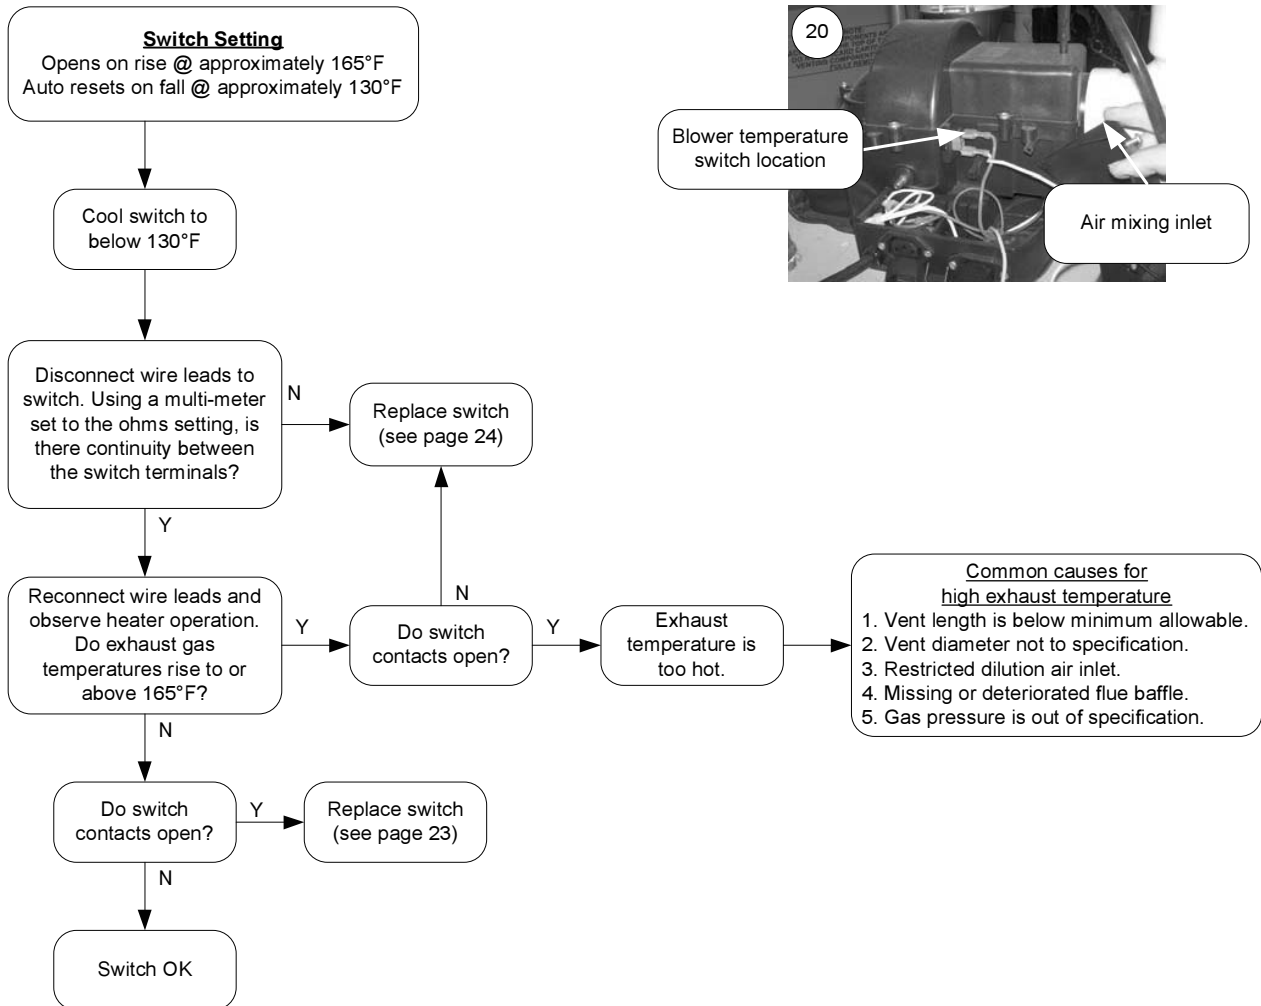 Switch Setting
Opens on rise @ approximately 165°F
Auto resets on fall @ approximately 130°F
20
Blower temperature
switch location
Air mixing inlet
Cool switch to
below 130°F
Disconnect wire leads to
switch. Using a multi-meter
set to the ohms setting, is
there continuity between
the switch terminals?
N
Replace switch
(see page 24)
Y
Reconnect wire leads and
observe heater operation.
Do exhaust gas
temperatures rise to or
above 165°F?
Y
N
Do switch
contacts open?
Y
Exhaust
temperature is
too hot.
Common causes for
high exhaust temperature
1. Vent length is below minimum allowable.
2. Vent diameter not to specification.
3. Restricted dilution air inlet.
4. Missing or deteriorated flue baffle.
5. Gas pressure is out of specification.
N
Do switch
contacts open?
Y
Replace switch
(see page 23)
N
Switch OK